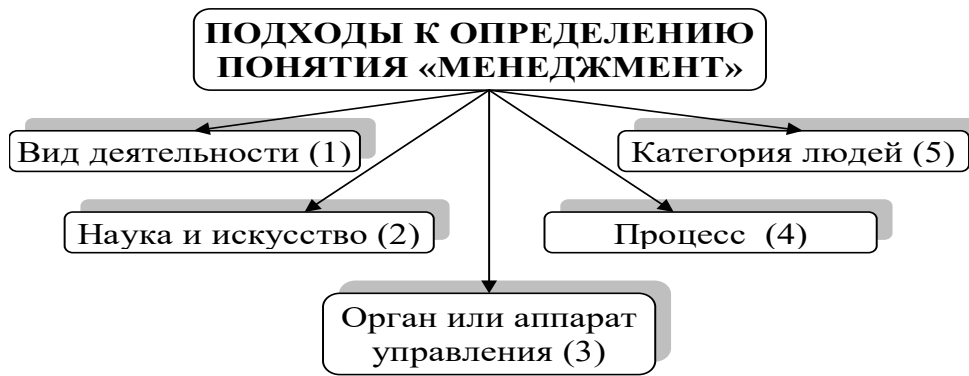 ПОДХОДЫ К ОПРЕДЕЛЕНИЮ
ПОНЯТИЯ «МЕНЕДЖМЕНТ»
Вид деятельности (1)
Категория людей (5)
Наука и искусство (2)
Процесс (4)
Орган или аппарат
управления (3)